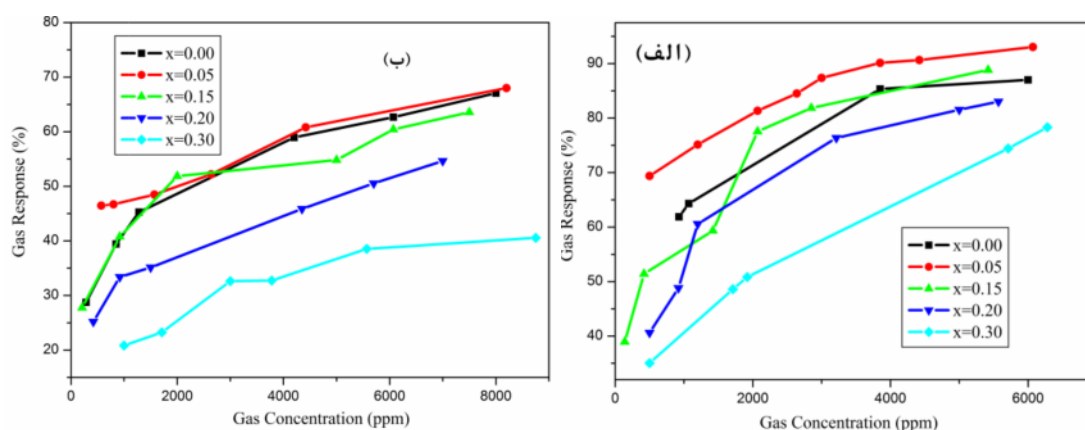 80
70
60
50
40
30
20
0
2000
4000
6000
8000
Gas Response (%)
Gas Concentration (ppm)
(ب)
x=0.00
x=0.05
x=0.15
x=0.20
x=0.30
90
80
70
60
50
40
0
2000
4000
6000
Gas Response (%)
Gas Concentration (ppm)
(الف)
x=0.00
x=0.05
x=0.15
x=0.20
x=0.30